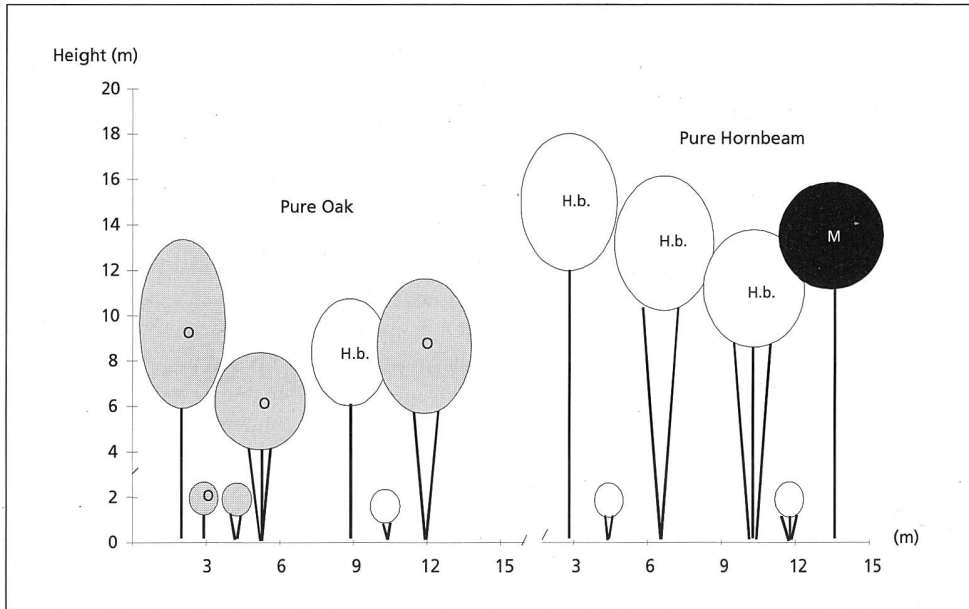 Height (m)
20
18
16
14
12
10
8
6
4
2
0
Pure Oak
Pure Hornbeam
O
O
O
H.b.
O
H.b.
H.b.
H.b.
M
3 6 9 12 15 3 6 9 12 15
(m)